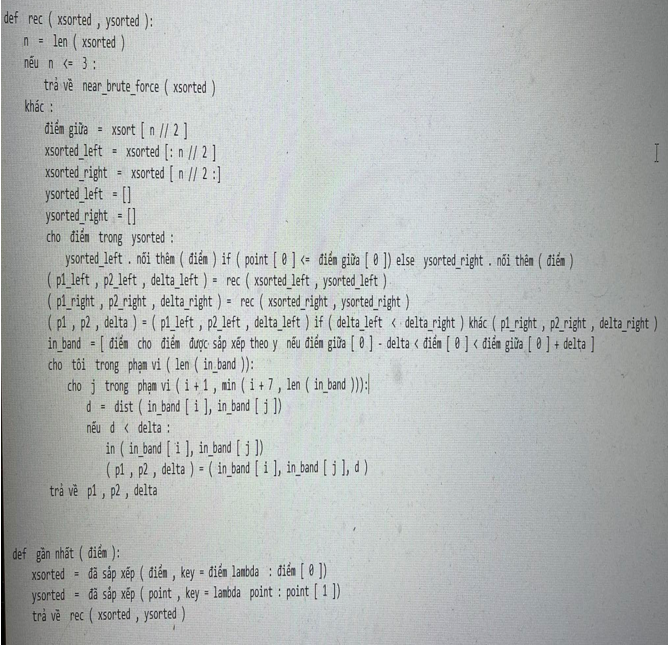 def rec ( xsorted , ysorted ):
n = len ( xsorted )
nếu n <= 3 :
trả về near_brute_force ( xsorted )
khác :
điểm giữa = xsort [ n // 2 ]
xsorted_left = xsorted [: n // 2 ]
xsorted_right = xsorted [ n // 2 :]
ysorted_left = []
ysorted_right = []
cho điểm trong ysorted :
ysorted_left . nối thêm ( điểm ) if ( point [ 0 ] <= điểm giữa [ 0 ]) else ysorted_right . nối thêm ( điểm )
( p1_left , p2_left , delta_left ) = rec ( xsorted_left , ysorted_left )
( p1_right , p2_right , delta_right ) = rec ( xsorted_right , ysorted_right )
( p1 , p2 , delta ) = ( p1_left , p2_left , delta_left ) if ( delta_left < delta_right ) khác ( p1_right , p2_right , delta_right )
in_band = [ điểm cho điểm được sắp xếp theo y nếu điểm giữa [ 0 ] - delta < điểm [ 0 ] < điểm giữa [ 0 ] + delta ]
cho tôi trong phạm vi ( len ( in_band )):
cho j trong phạm vi ( i + 1 , min ( i + 7 , len ( in_band ))):
d = dist ( in_band [ i ], in_band [ j ])
nếu d < delta :
in ( in_band [ i ], in_band [ j ])
( p1 , p2 , delta ) = ( in_band [ i ], in_band [ j ], d )
trả về p1 , p2 , delta
def gần nhất ( điểm ):
xsorted = đã sắp xếp ( điểm , key = điểm lambda : điểm [ 0 ])
ysorted = đã sắp xếp ( point , key = lambda point : point [ 1 ])
trả về rec ( xsorted , ysorted )